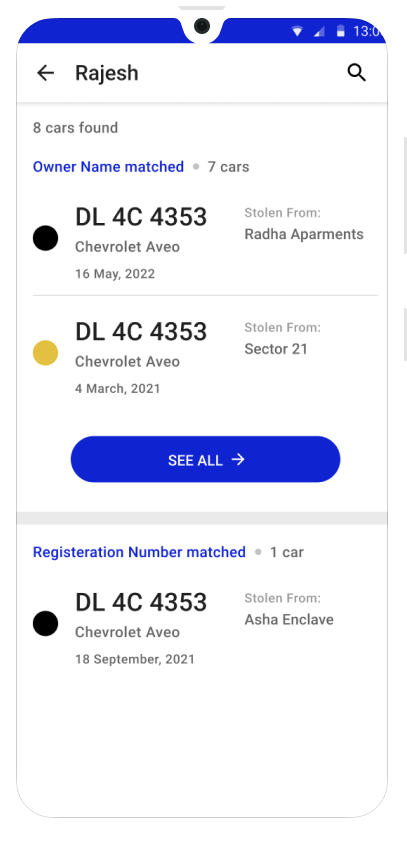 13:0
Rajesh
8 cars found
Owner Name matched • 7 cars
DL 4C 4353
Chevrolet Aveo
16 May, 2022
Stolen From:
Radha Aparments
DL 4C 4353
Chevrolet Aveo
4 March, 2021
Stolen From:
Sector 21
SEE ALL →
Registeration Number matched • 1 car
DL 4C 4353
Chevrolet Aveo
18 September, 2021
Stolen From:
Asha Enclave